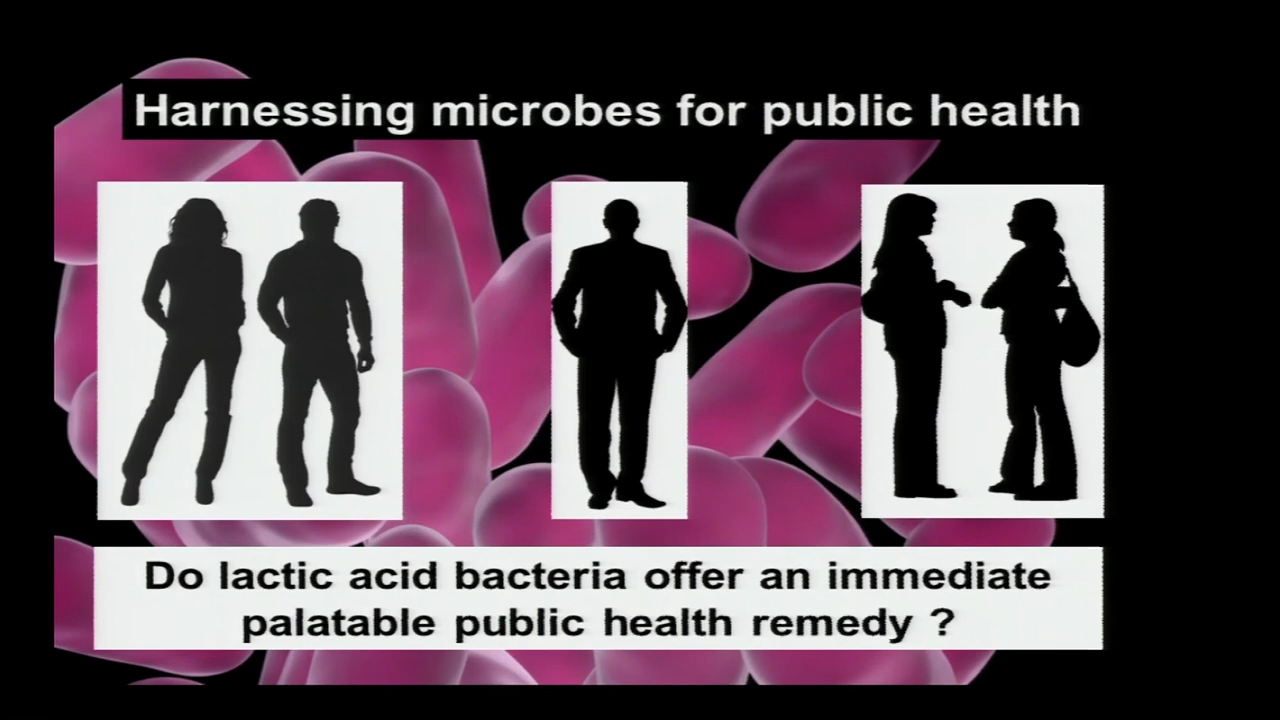 Harnessing microbes for public health
Do lactic acid bacteria offer an immediate
palatable public health remedy ?